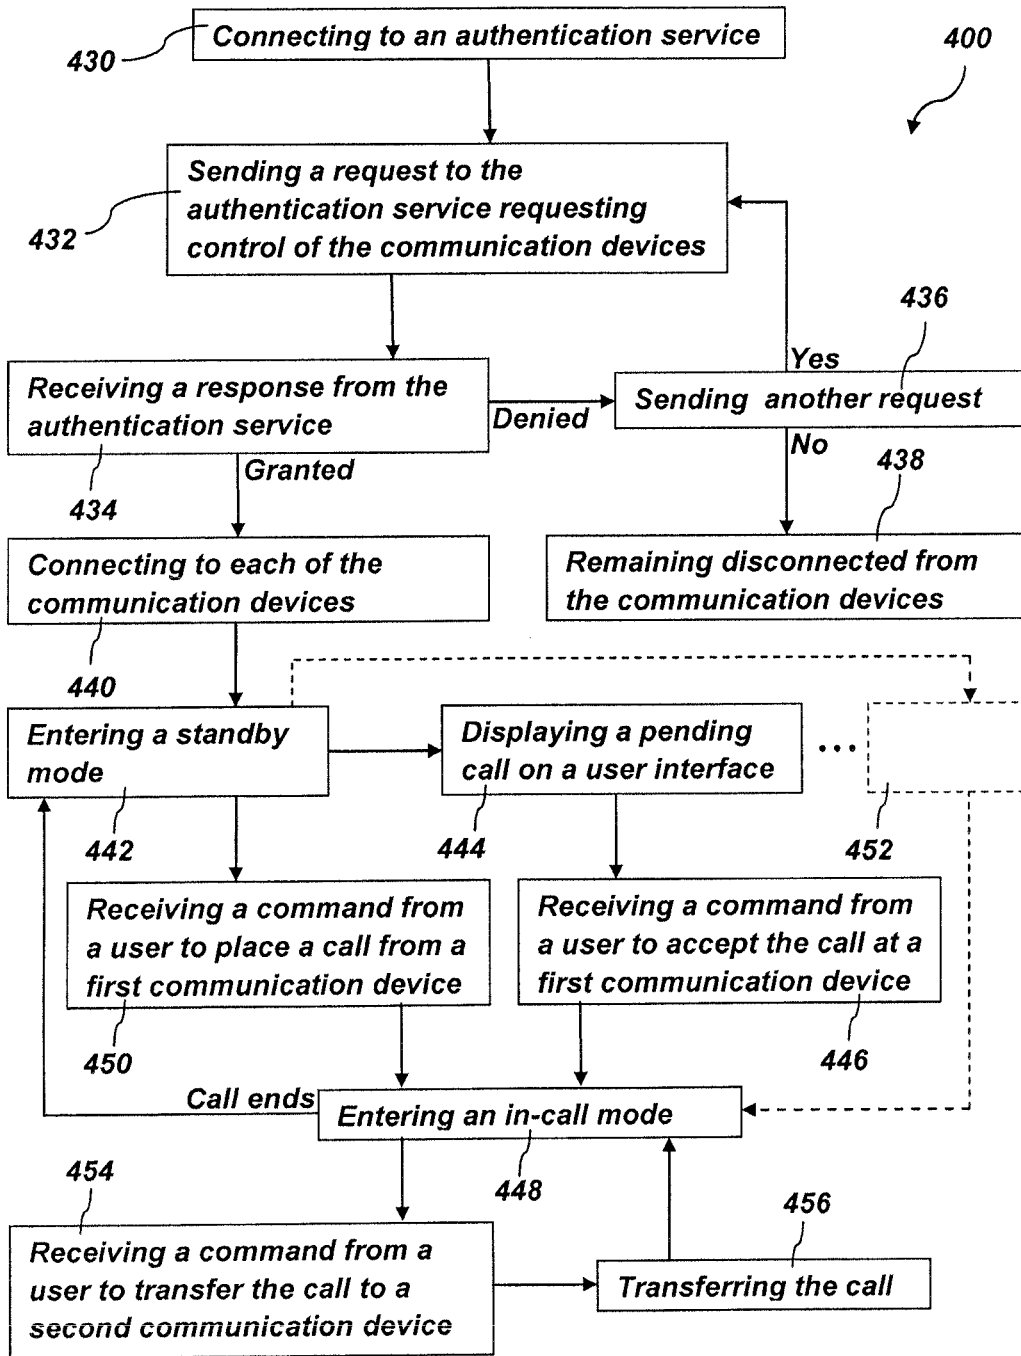 Connecting to an authentication service
430
400
Sending a request to the
authentication service requesting
control of the communication devices
432
436
Yes
Receiving a response from the
authentication service
Denied
Sending another request
No
434
Granted
438
Connecting to each of the
communication devices
Remaining disconnected from
the communication devices
440
Entering a standby
mode
Displaying a pending
call on a user interface
...
442
444
452
Receiving a command from
a user to place a call from a
first communication device
Receiving a command from
a user to accept the call at a
first communication device
450
446
Call ends
Entering an in-call mode
454
448
456
Receiving a command from a
user to transfer the call to a
second communication device
Transferring the call